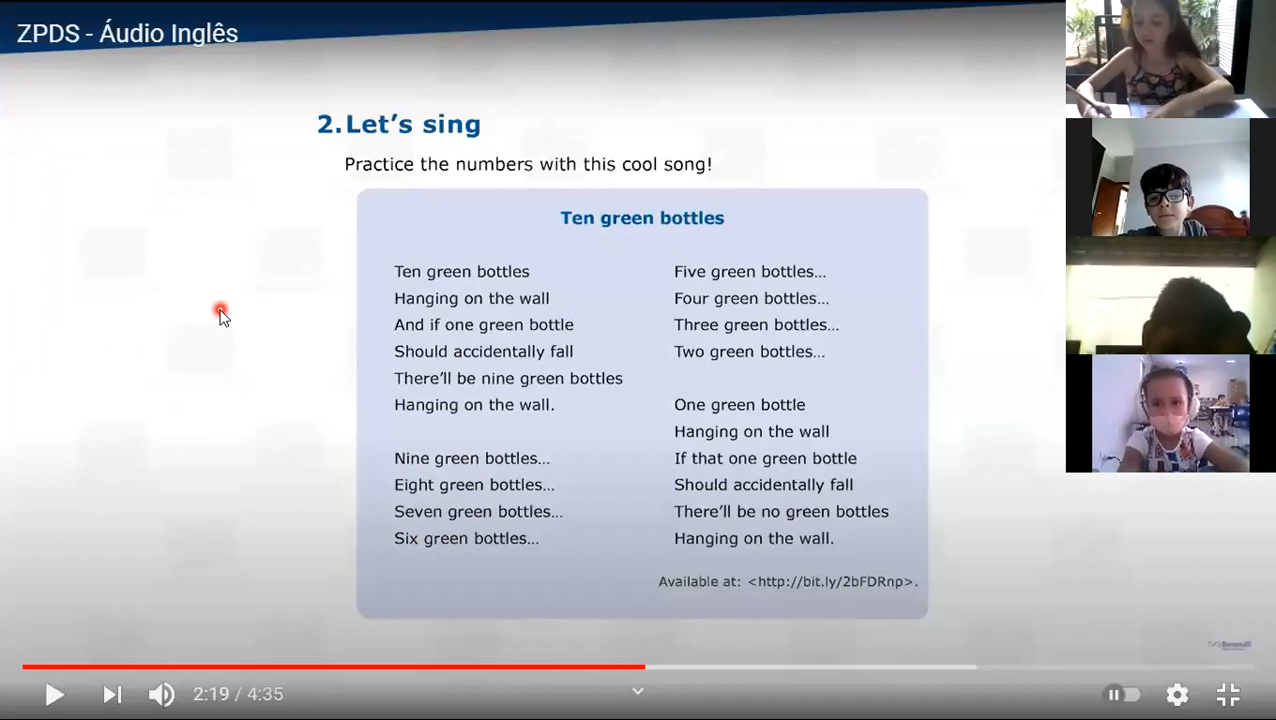 ZPDS - Áudio Inglês
2. Let's sing
Practice the numbers with this cool song!
Ten green bottles
Ten green bottles
Hanging on the wall
And if one green bottle
Should accidentally fall
There'll be nine green bottles
Hanging on the wall.
Nine green bottles...
Eight green bottles...
Seven green bottles...
Six green bottles...
Five green bottles...
Four green bottles...
Three green bottles...
Two green bottles...
One green bottle
Hanging on the wall
If that one green bottle
Should accidentally fall
There'll be no green bottles
Hanging on the wall.
Available at: <http://bit.ly/2bFDRnp>.
2:19 / 4:35